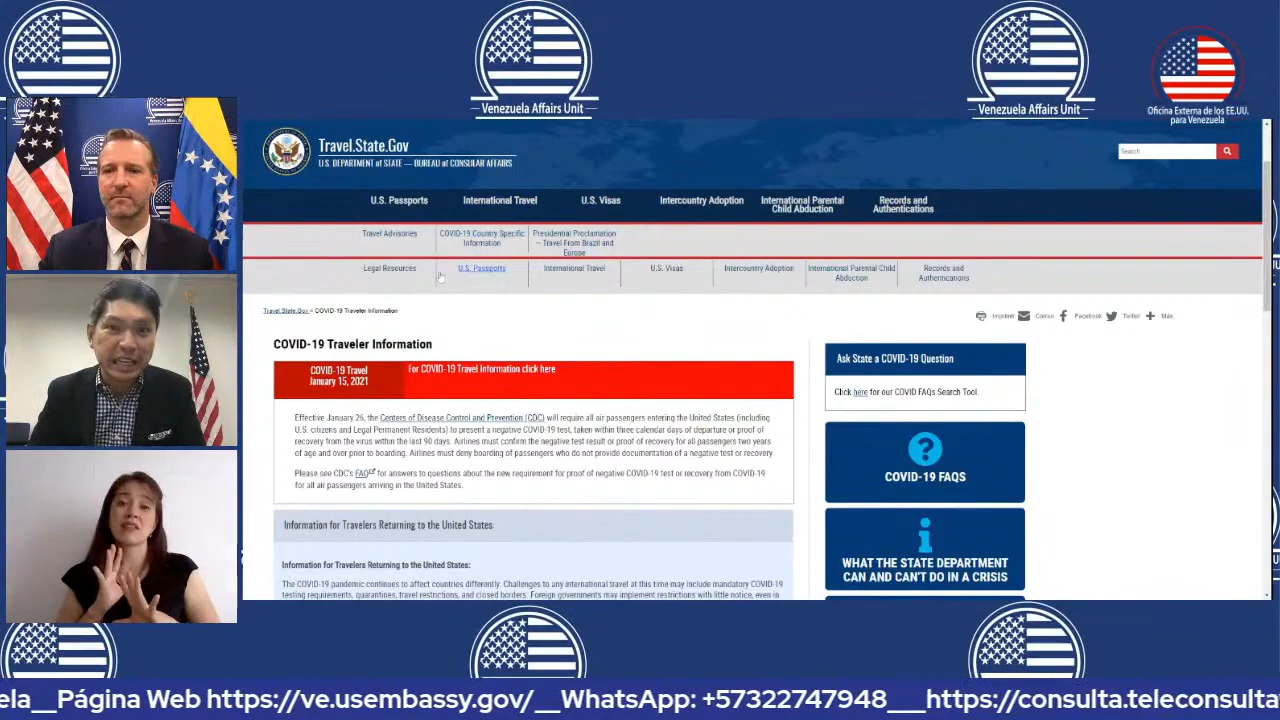 Venezuela Affairs Unit
Venezuela Affairs Unit
Oficina Externa de los EE.UU.
para Venezuela
Travel.State.Gov
U.S. DEPARTMENT of STATE — BUREAU of CONSULAR AFFAIRS
Search
U.S. Passports
International Travel
U.S. Visas
Intercountry Adoption
International Parental
Child Abduction
Records and
Authentications
Travel Advisories
COVID-19 Country Specific
Information
Presidential Proclamation
-- Travel From Brazil and
Europe
Legal Resources
U.S. Passports
International Travel
U.S. Visas
Intercountry Adoption
International Parental Child
Abduction
Records and
Authentications
Travel.State.Gov > COVID-19 Traveler Information
Imprimir
Correo
Facebook
Twitter
Más
COVID-19 Traveler Information
COVID-19 Travel
January 15, 2021
For COVID-19 Travel Information click here
Effective January 26, the Centers of Disease Control and Prevention (CDC) will require all air passengers entering the United States (including
U.S. citizens and Legal Permanent Residents) to present a negative COVID-19 test, taken within three calendar days of departure or proof of
recovery from the virus within the last 90 days. Airlines must confirm the negative test result or proof of recovery for all passengers two years
of age and over prior to boarding. Airlines must deny boarding of passengers who do not provide documentation of a negative test or recovery
Please see CDC's FAQ for answers to questions about the new requirement for proof of negative COVID-19 test or recovery from COVID-19
for all air passengers arriving in the United States.
Information for Travelers Returning to the United States:
Information for Travelers Returning to the United States:
The COVID-19 pandemic continues to affect countries differently. Challenges to any international travel at this time may include mandatory COVID-19
testing requirements, quarantines, travel restrictions, and closed borders. Foreign governments may implement restrictions with little notice, even in
Ask State a COVID-19 Question
Click here for our COVID FAQs Search Tool.
COVID-19 FAQS
WHAT THE STATE DEPARTMENT
CAN AND CAN'T DO IN A CRISIS
ela__Página Web https://ve.usembassy.gov/__WhatsApp: +57322747948___https://consulta.teleconsulta